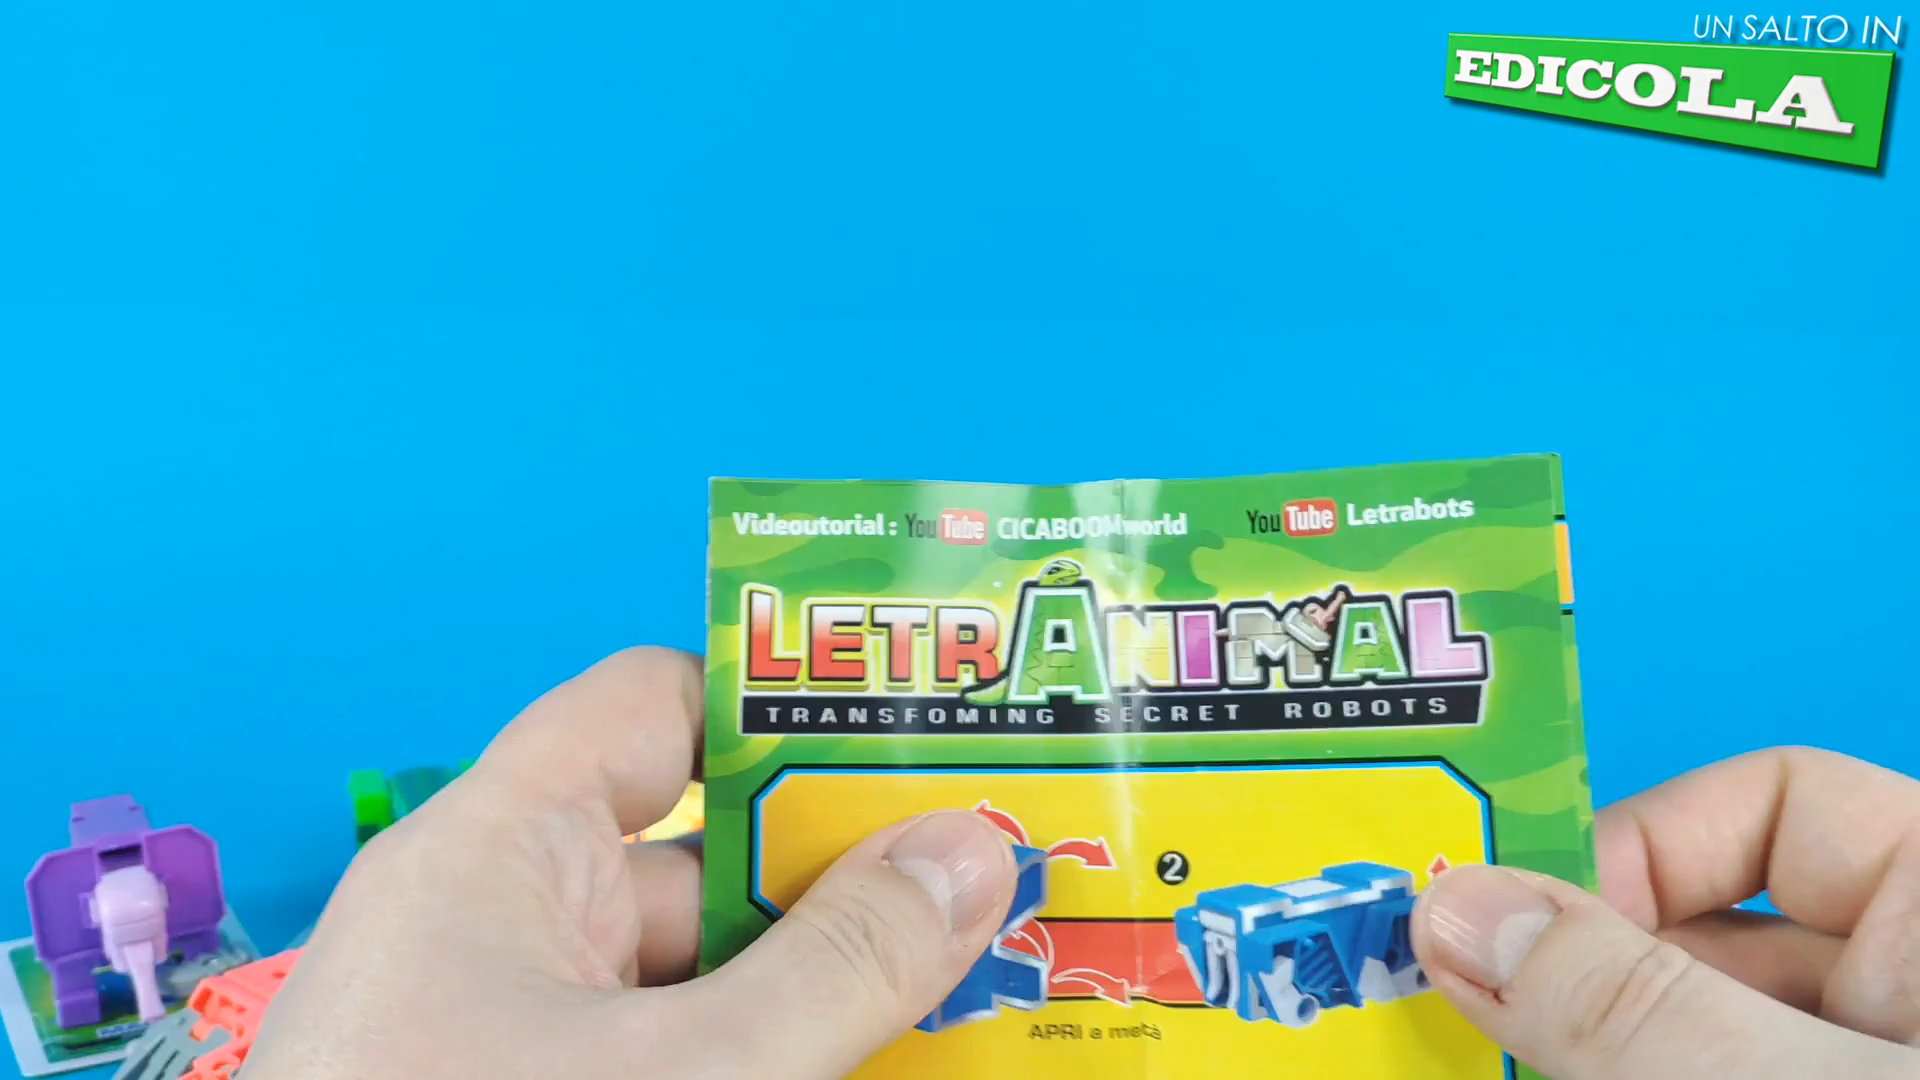 UN SALTO IN
EDICOLA
Videoutorial : YouTube CICABOOMworld
YouTube Letrabots
LETRANIMAL
TRANSFOMING SECRET ROBOTS
2
APRI a metà